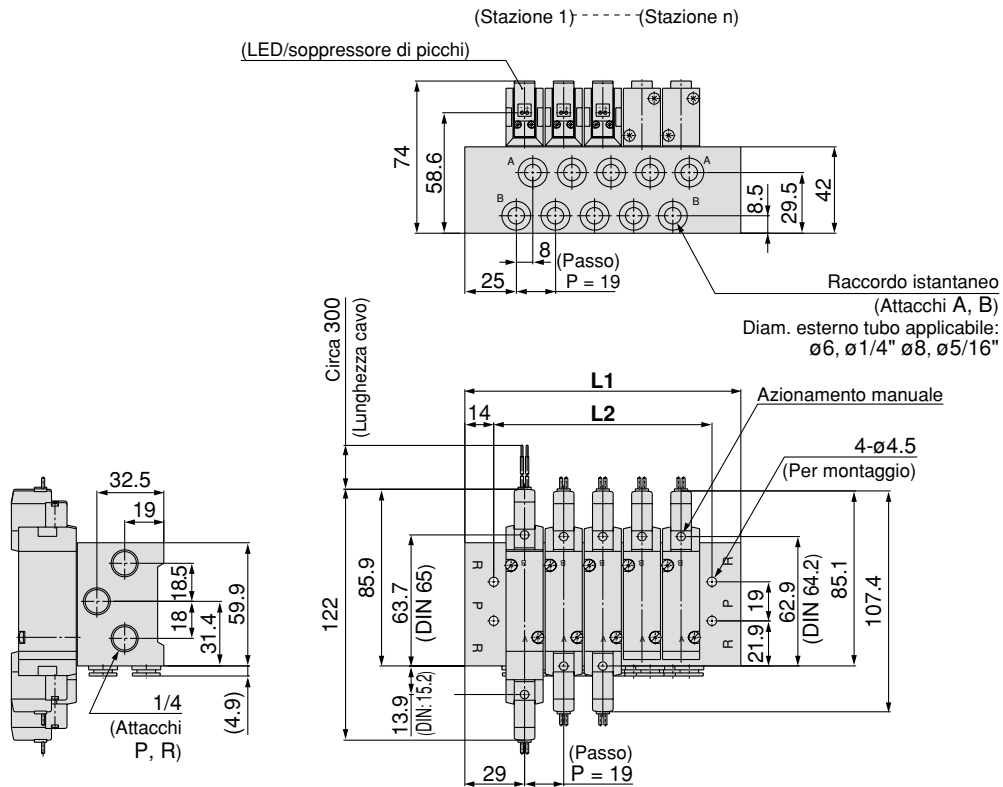 (Stazione 1) (Stazione n)
(LED/soppressore di picchi)
74
58.6
A
A
B
B
8.5
29.5
42
8
(Passo)
25
P = 19
Raccordo istantaneo
(Attacchi A, B)
Diam. esterno tubo applicabile:
ø6, ø1/4" ø8, ø5/16"
Circa 300
(Lunghezza cavo)
L1
14
L2
Azionamento manuale
4-ø4.5
(Per montaggio)
32.5
19
18.5
18
31.4
59.9
(4.9)
1/4
(Attacchi
P, R)
122
85.9
63.7
(DIN 65)
13.9
(DIN: 15.2)
R
P
R
B
B
B
B
B
A
A
A
A
A
R
P
R
19
21.9
62.9
(DIN 64.2)
85.1
107.4
(Passo)
29
P = 19